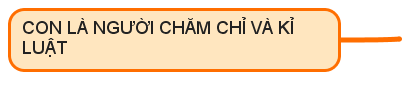 CON LÀ NGƯỜI CHĂM CHỈ VÀ KỈ
LUẬT